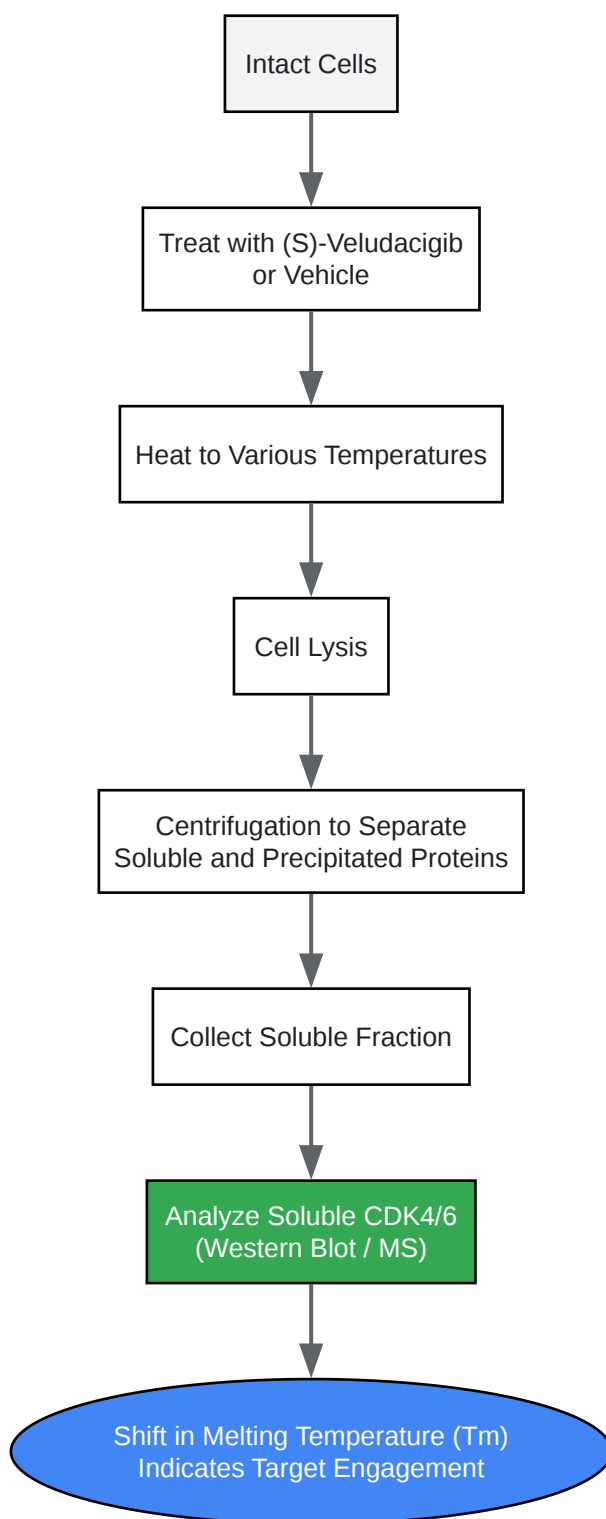 Intact Cells
Treat with (S)-Veludacigib
or Vehicle
Heat to Various Temperatures
Cell Lysis
Centrifugation to Separate
Soluble and Precipitated Proteins
Collect Soluble Fraction
Analyze Soluble CDK4/6
(Western Blot / MS)
Shift in Melting Temperature (Tm)
Indicates Target Engagement